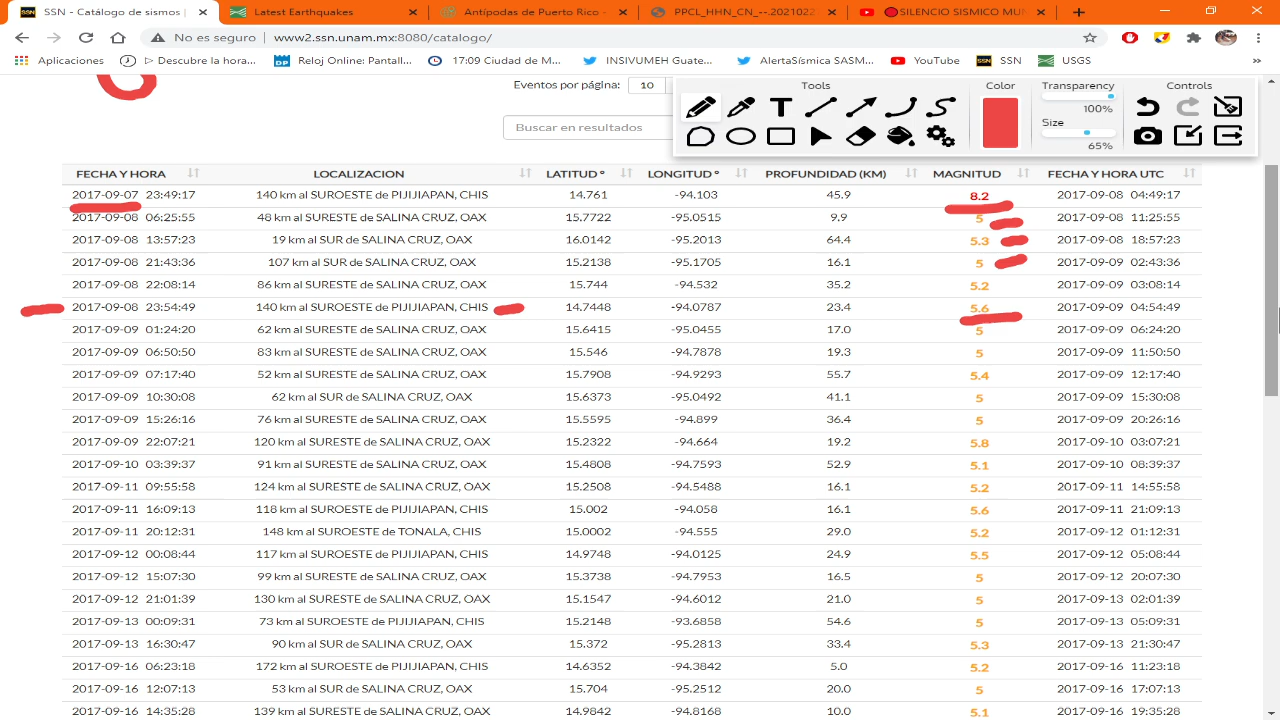 SSN - Catálogo de sismos |
Latest Earthquakes
Antípodas de Puerto Rico -
PPCL_HHN_CN_--.2021022
SILENCIO SISMICO MUN
No es seguro | www2.ssn.unam.mx:8080/catalogo/
Aplicaciones
Descubre la hora...
Reloj Online: Pantall...
17:09 Ciudad de M...
INSIVUMEH Guate...
AlertaSísmica SASM...
YouTube
SSN
USGS
»
Eventos por página: 10
Buscar en resultados
Tools
Color
Transparency
100%
Size
65%
Controls
FECHA Y HORA LOCALIZACION LATITUD ° LONGITUD ° PROFUNDIDAD (KM) MAGNITUD FECHA Y HORA UTC
2017-09-07 23:49:17 140 km al SUROESTE de PIJIJIAPAN, CHIS 14.761 -94.103 45.9 8.2 2017-09-08 04:49:17
2017-09-08 06:25:55 48 km al SURESTE de SALINA CRUZ, OAX 15.7722 -95.0515 9.9 5 2017-09-08 11:25:55
2017-09-08 13:57:23 19 km al SUR de SALINA CRUZ, OAX 16.0142 -95.2013 64.4 5.3 2017-09-08 18:57:23
2017-09-08 21:43:36 107 km al SUR de SALINA CRUZ, OAX 15.2138 -95.1705 16.1 5 2017-09-09 02:43:36
2017-09-08 22:08:14 86 km al SURESTE de SALINA CRUZ, OAX 15.744 -94.532 35.2 5.2 2017-09-09 03:08:14
2017-09-08 23:54:49 140 km al SUROESTE de PIJIJIAPAN, CHIS 14.7448 -94.0787 23.4 5.6 2017-09-09 04:54:49
2017-09-09 01:24:20 62 km al SURESTE de SALINA CRUZ, OAX 15.6415 -95.0455 17.0 5 2017-09-09 06:24:20
2017-09-09 06:50:50 83 km al SURESTE de SALINA CRUZ, OAX 15.546 -94.7878 19.3 5 2017-09-09 11:50:50
2017-09-09 07:17:40 52 km al SURESTE de SALINA CRUZ, OAX 15.7908 -94.9293 55.7 5.4 2017-09-09 12:17:40
2017-09-09 10:30:08 62 km al SURESTE de SALINA CRUZ, OAX 15.6373 -95.0492 41.1 5 2017-09-09 15:30:08
2017-09-09 15:26:16 76 km al SURESTE de SALINA CRUZ, OAX 15.5595 -94.899 36.4 5 2017-09-09 20:26:16
2017-09-09 22:07:21 120 km al SURESTE de SALINA CRUZ, OAX 15.2322 -94.664 19.2 5.8 2017-09-10 03:07:21
2017-09-10 03:39:37 91 km al SURESTE de SALINA CRUZ, OAX 15.4808 -94.7593 52.9 5.1 2017-09-10 08:39:37
2017-09-11 09:55:58 124 km al SURESTE de SALINA CRUZ, OAX 15.2508 -94.5488 16.1 5.2 2017-09-11 14:55:58
2017-09-11 16:09:13 118 km al SUROESTE de PIJIJIAPAN, CHIS 15.002 -94.058 16.1 5.6 2017-09-11 21:09:13
2017-09-11 20:12:31 148 km al SUROESTE de TONALA, CHIS 15.0002 -94.555 29.0 5.2 2017-09-12 01:12:31
2017-09-12 00:08:44 117 km al SUROESTE de PIJIJIAPAN, CHIS 14.9748 -94.0125 24.9 5.5 2017-09-12 05:08:44
2017-09-12 15:07:30 99 km al SURESTE de SALINA CRUZ, OAX 15.3738 -94.7953 16.5 5 2017-09-12 20:07:30
2017-09-12 21:01:39 130 km al SURESTE de SALINA CRUZ, OAX 15.1547 -94.6012 21.0 5 2017-09-13 02:01:39
2017-09-13 00:09:31 73 km al SUROESTE de PIJIJIAPAN, CHIS 15.2148 -93.6858 54.6 5 2017-09-13 05:09:31
2017-09-13 16:30:47 km al SUR de SALINA CRUZ, OAX 15.372 -95.2813 33.4 5.3 2017-09-13 21:30:47
2017-09-16 06:23:18 172 km al SUROESTE de PIJIJIAPAN, CHIS 14.6352 -94.3842 5.0 5.2 2017-09-16 11:23:18
2017-09-16 12:07:13 km al SUR de SALINA CRUZ, OAX 15.704 -95.2512 20.0 5 2017-09-16 17:07:13
2017-09-16 14:35:28 139 km al SURESTE de SALINA CRUZ, OAX 14.9842 -94.8168 10.0 5.1 2017-09-16 19:35:28